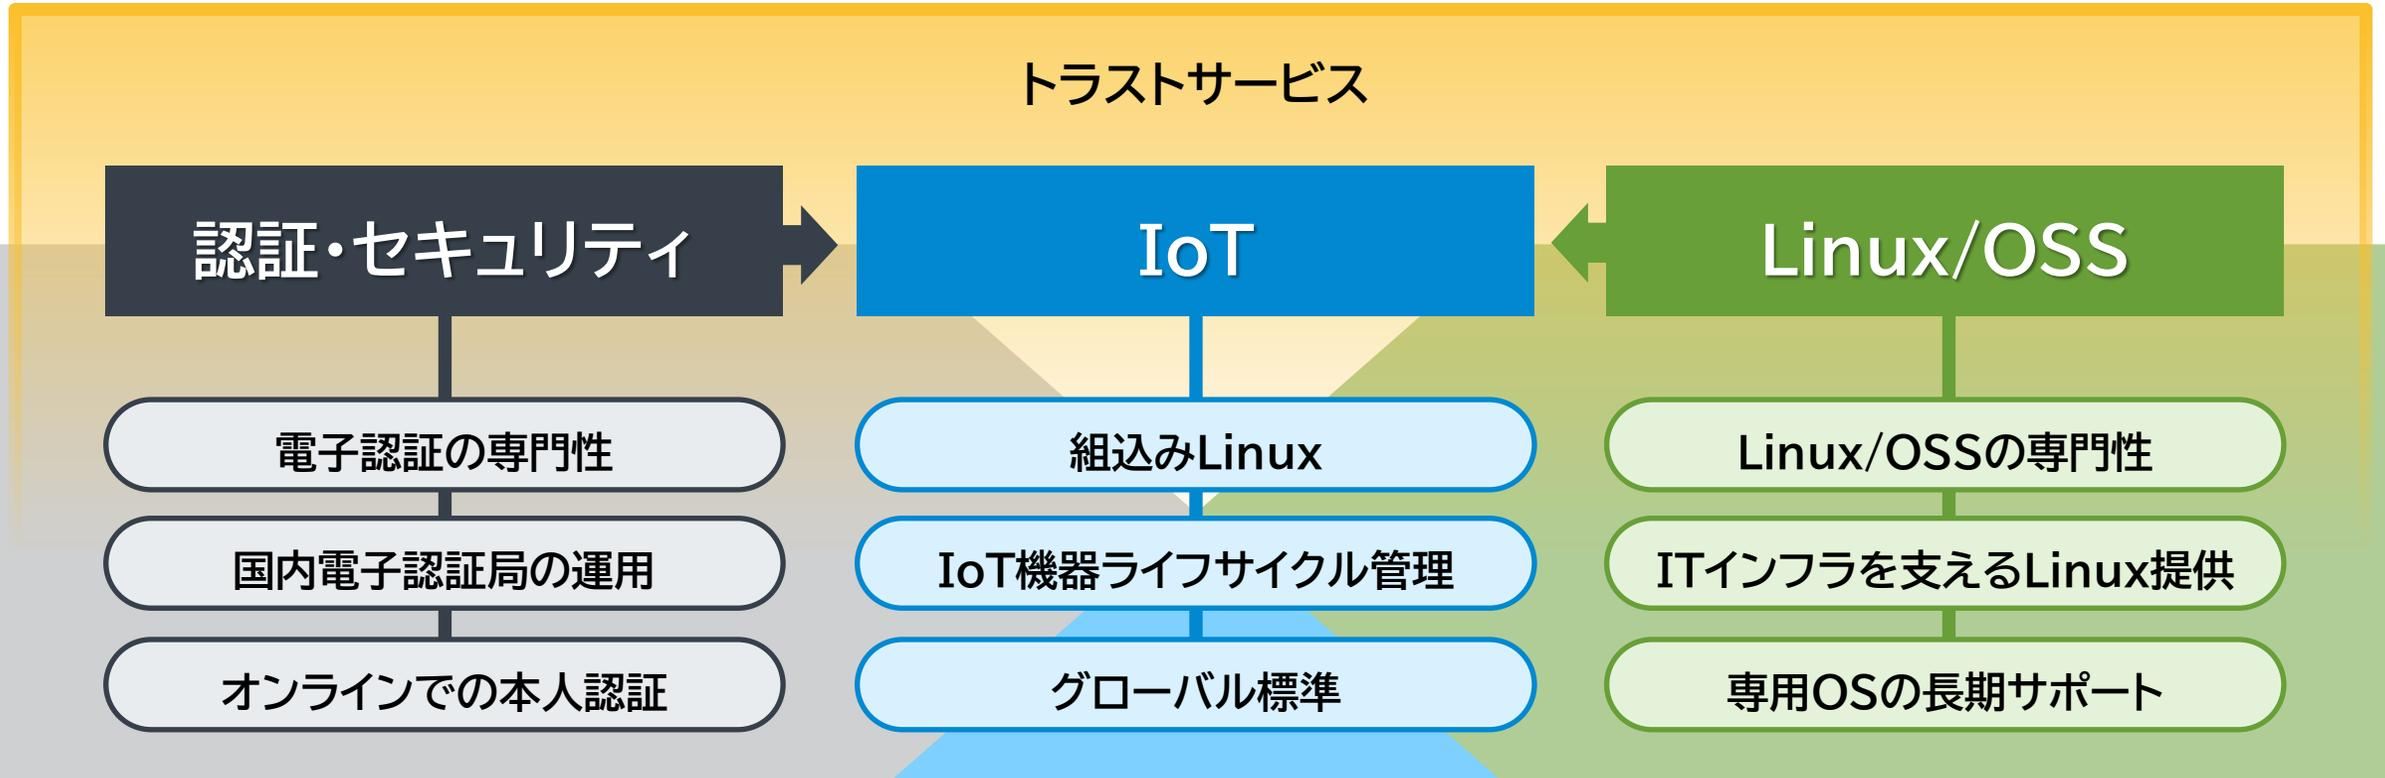 トラストサービス
認証・セキュリティ
IoT
Linux/OSS
電子認証の専門性
組込みLinux
Linux/OSSの専門性
国内電子認証局の運用
IoT機器ライフサイクル管理
ITインフラを支えるLinux提供
オンラインでの本人認証
グローバル標準
専用OSの長期サポート